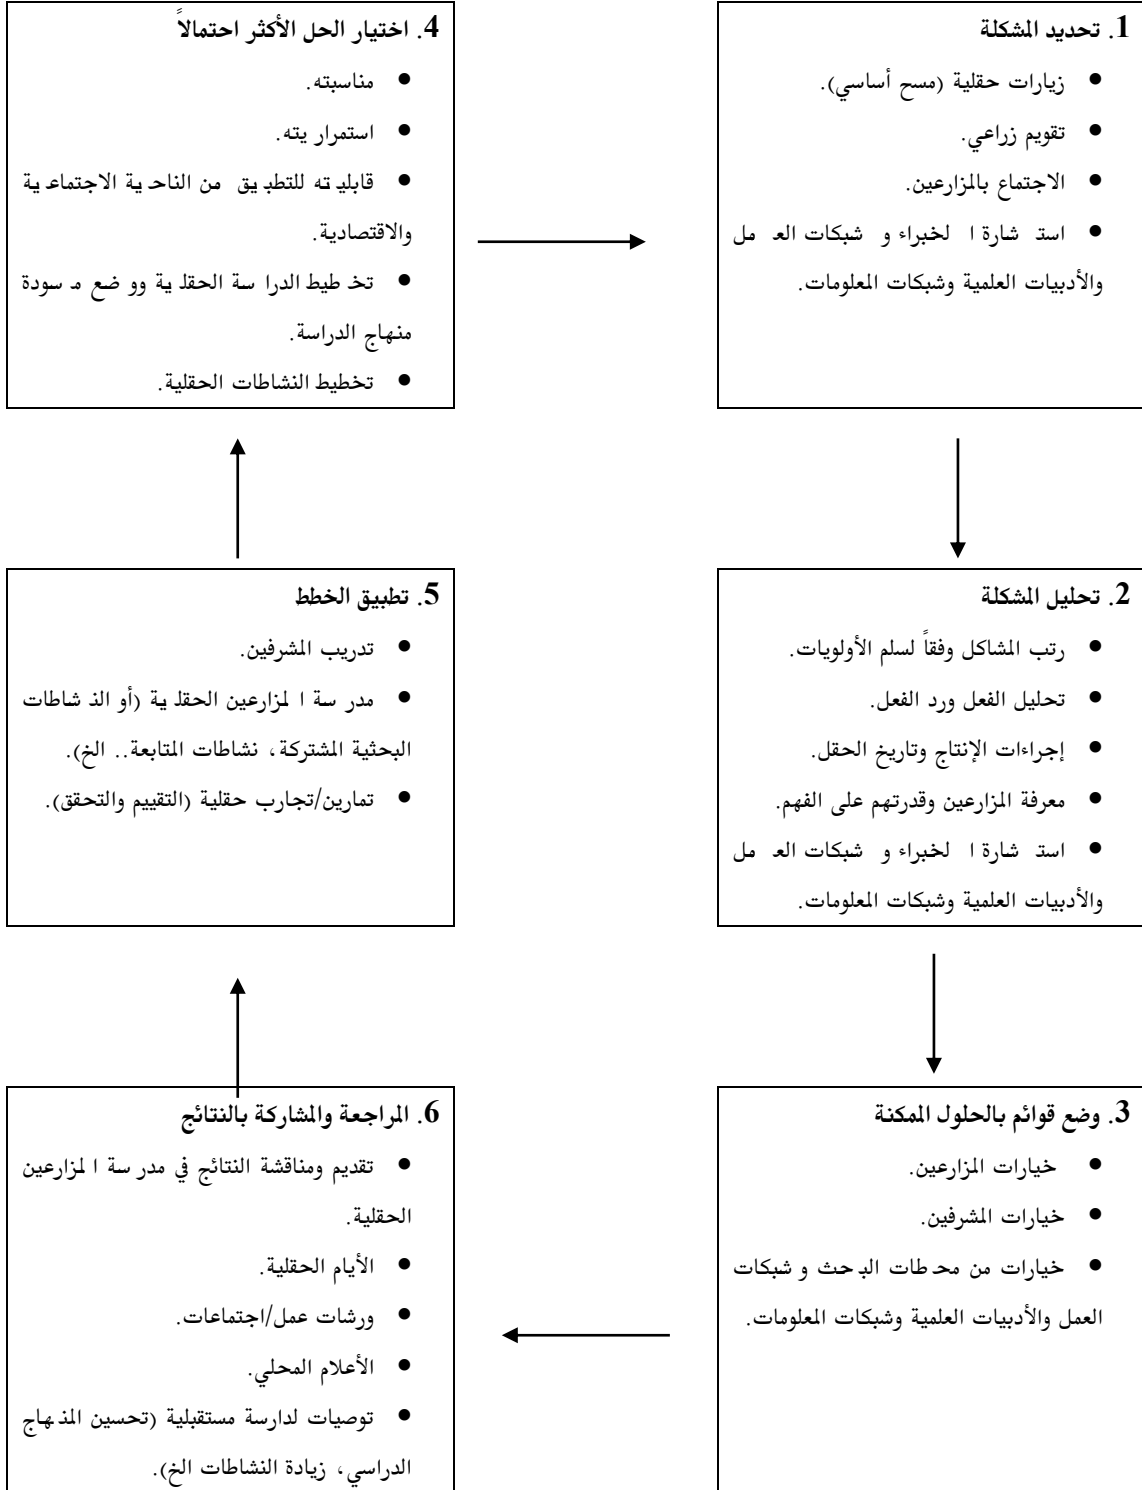 1. تحديد المشكلة
● زيارات حقلية (مسح أساسي).
● تقويم زراعي.
● الاجتماع بالمزارعين.
● استشارة الخبراء وشبكات العمل
والأدبيات العلمية وشبكات المعلومات.
2. تحليل المشكلة
● رتب المشاكل وفقاً لسلم الأولويات.
● تحليل الفعل ورد الفعل.
● إجراءات الإنتاج وتاريخ الحقل.
● معرفة المزارعين وقدرتهم على الفهم.
● استشارة الخبراء وشبكات العمل
والأدبيات العلمية وشبكات المعلومات.
3. وضع قوائم بالحلول الممكنة
● خيارات المزارعين.
● خيارات المشرفين.
● خيارات من محطات البحث وشبكات
العمل والأدبيات العلمية وشبكات المعلومات.
4. اختيار الحل الأكثر احتمالاً
● مناسبته.
● استمراريته.
● قابليته للتطبيق من الناحية الاجتماعية
والاقتصادية.
● تخطيط الدراسة الحقلية ووضع مسودة
منهاج الدراسة.
● تخطيط النشاطات الحقلية.
5. تطبيق الخطط
● تدريب المشرفين.
● مدرسة المزارعين الحقلية (أو النشاطات
البحثية المشتركة، نشاطات المتابعة.. الخ).
● تمارين/تجارب حقلية (التقييم والتحقق).
6. المراجعة والمشاركة بالنتائج
● تقديم ومناقشة النتائج في مدرسة المزارعين
الحقلية.
● الأيام الحقلية.
● ورشات عمل/اجتماعات.
● الأعلام المحلي.
● توصيات لدارسة مستقبلية (تحسين المنهاج
الدراسي، زيادة النشاطات الخ).